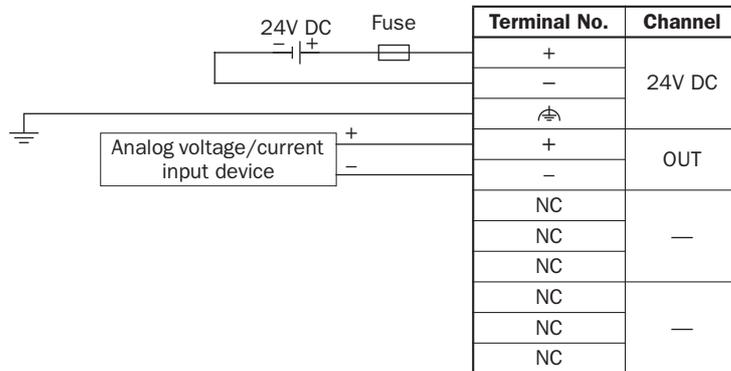 24V DC
Fuse
− +
Analog voltage/current
input device
+
−
Terminal No. Channel
+
−
24V DC
+
−
OUT
NC
NC
NC
—
NC
NC
NC
—